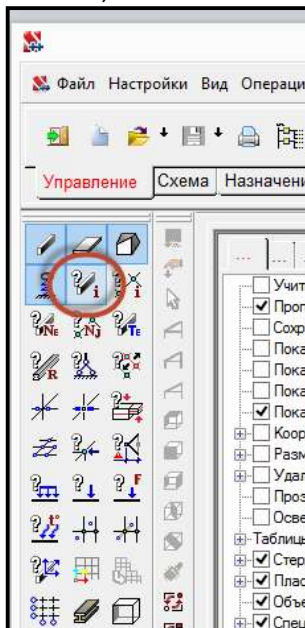 Файл Настройки Вид Операци
Управление Схема Назначени
Учит
Проп
Сохр
Пока
Пока
Пока
Пока
Коор
Разм
Удал
Проз
Осве
Таблицы
Стер
Плас
Объе
Спец